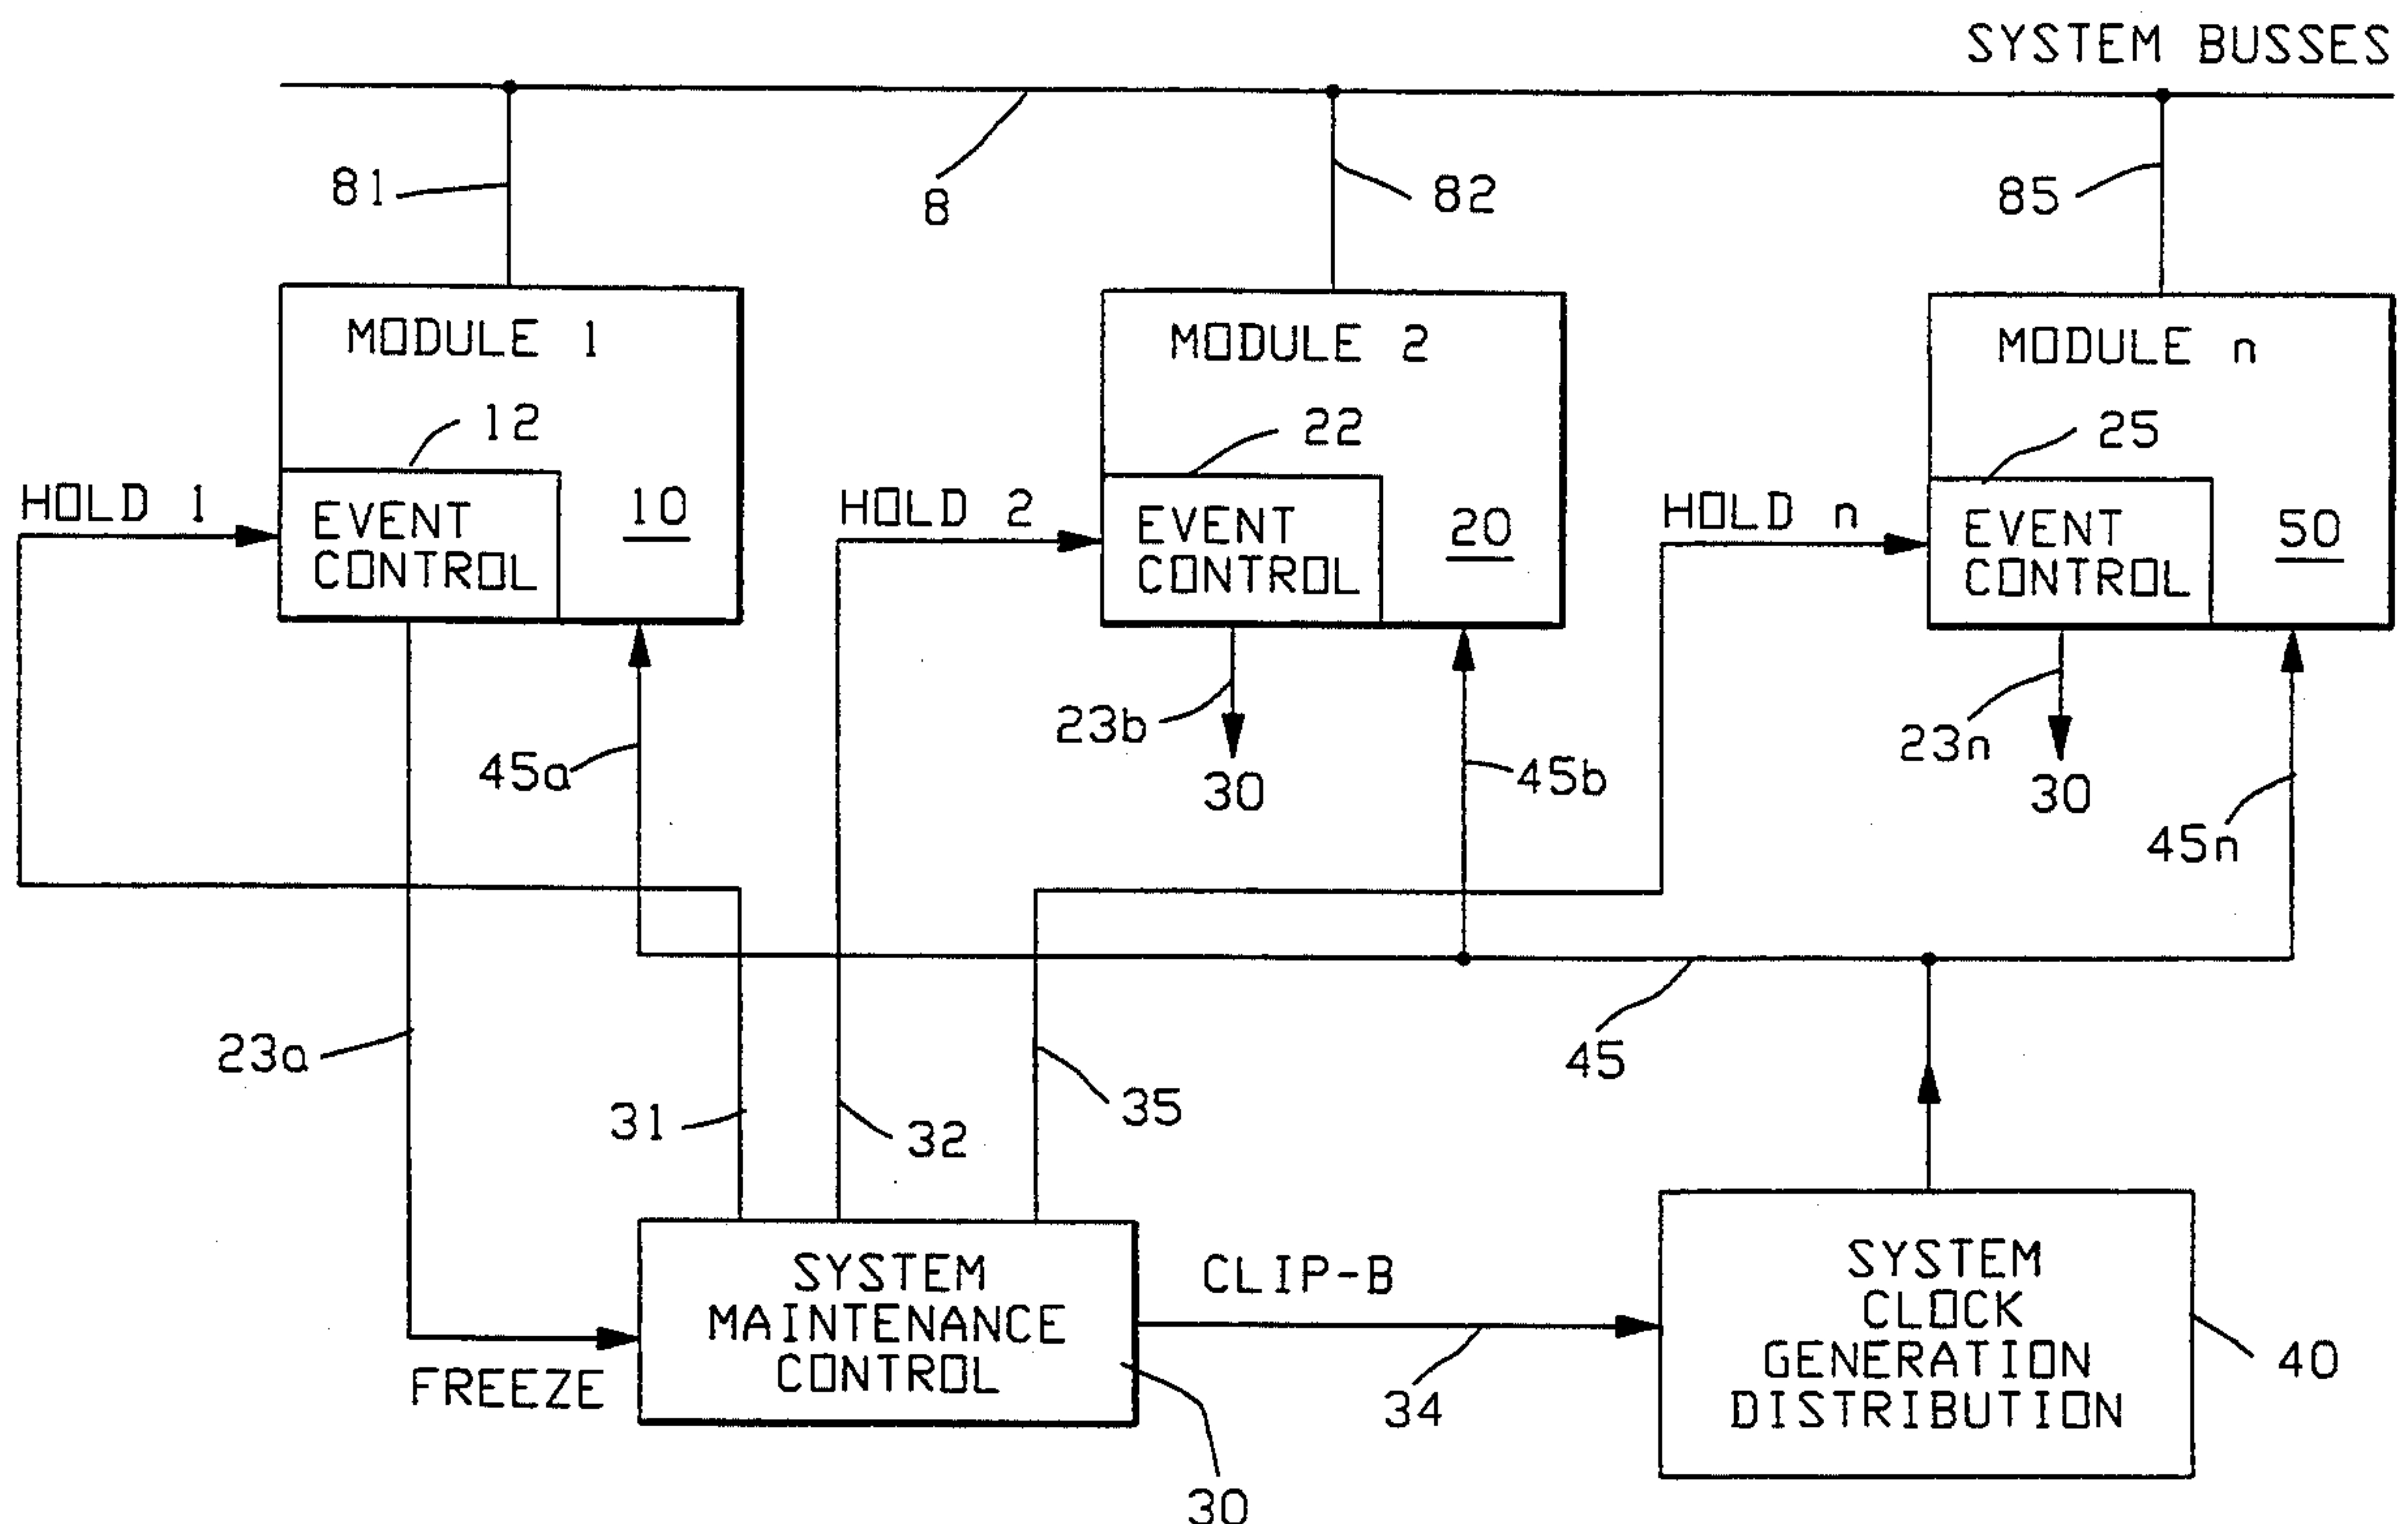 SYSTEM BUSSES
81
8
82
85
MODULE 1
MODULE 2
MODULE n
12
22
25
HOLD 1
EVENT
CONTROL
10
HOLD 2
EVENT
CONTROL
20
HOLD n
EVENT
CONTROL
50
23b
23n
45a
30
45b
30
45n
23a
31
32
35
45
SYSTEM
MAINTENANCE
CONTROL
CLIP-B
SYSTEM
CLOCK
GENERATION
DISTRIBUTION
40
FREEZE
34
30